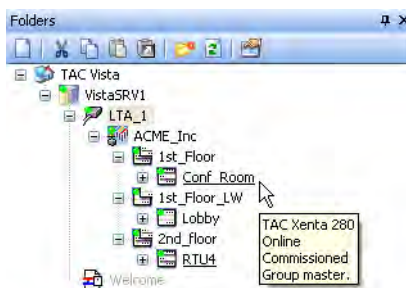 Folders
TAC Vista
VistaSRV1
LTA_1
ACME_Inc
1st_Floor
Conf_Room
1st_Floor_LW
Lobby
2nd_floor
RTU4
Welcome
TAC Xenta 280
Online
Commissioned
Group master.